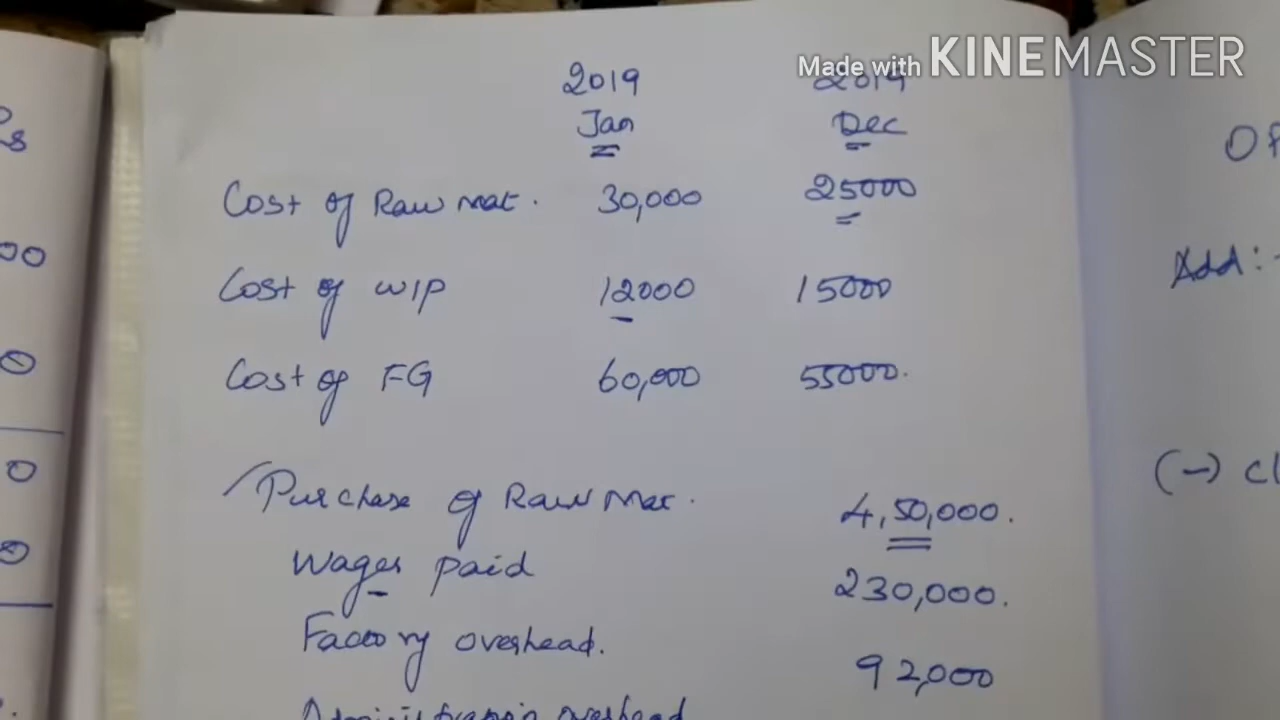 Made with KINEMASTER
2019 2019
Jan Dec
Cost of Raw mat. 30,000 25000
Cost of WIP 12000 15000
Cost of FG 60,000 55000.
Purchase of Raw Mat. 4,50,000.
Wages paid 230,000.
Factory overhead. 92,000
overhead
Add:-
(-)